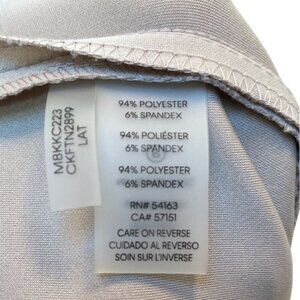 M8KKC223
CKFTN2899
LAT
94% POLYESTER
6% SPANDEX
94% POLIÉSTER
6% SPANDEX
94% POLYESTER
6% SPANDEX
RN# 54163
CA# 57151
CARE ON REVERSE
CUIDADO AL REVERSO
SOIN SUR L'INVERSE